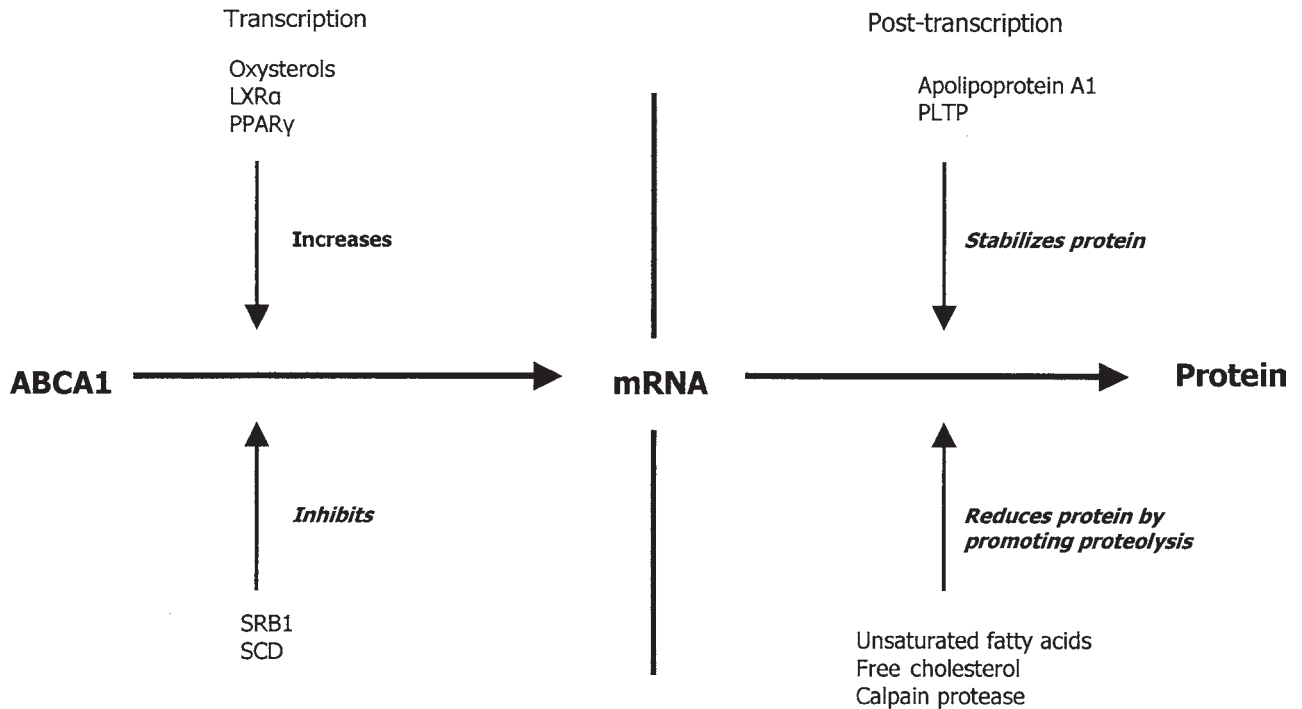 Transcription
Post-transcription
Oxysterols
LXRα
PPARγ
Apolipoprotein A1
PLTP
Increases
Stabilizes protein
ABCA1
mRNA
Protein
Inhibits
Reduces protein by
promoting proteolysis
SRB1
SCD
Unsaturated fatty acids
Free cholesterol
Calpain protease